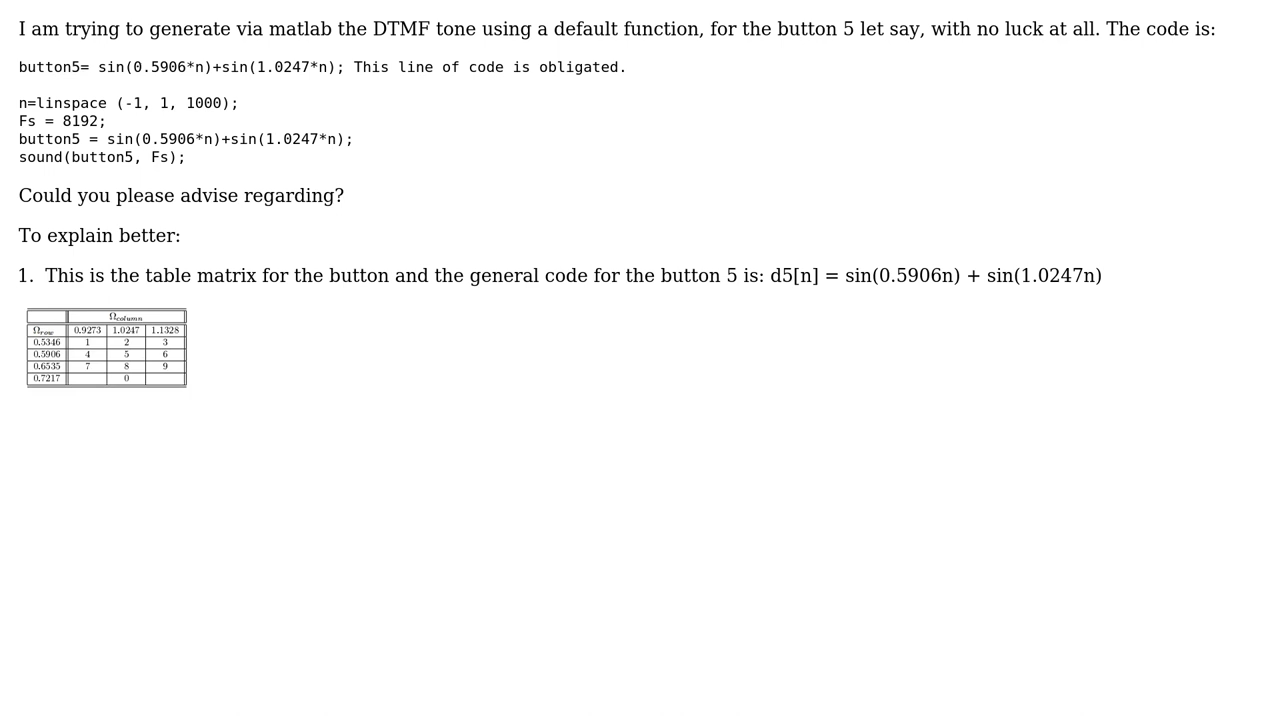 I am trying to generate via matlab the DTMF tone using a default function, for the button 5 let say, with no luck at all. The code is:
button5= sin(0.5906*n)+sin(1.0247*n); This line of code is obligated.
n=linspace (-1, 1, 1000);
Fs = 8192;
button5 = sin(0.5906*n)+sin(1.0247*n);
sound(button5, Fs);
Could you please advise regarding?
To explain better:
1. This is the table matrix for the button and the general code for the button 5 is: d5[n] = sin(0.5906n) + sin(1.0247n)
Ωcolumn
Ωrow 0.9273 1.0247 1.1328
0.5346 1 2 3
0.5906 4 5 6
0.6535 7 8 9
0.7217 0